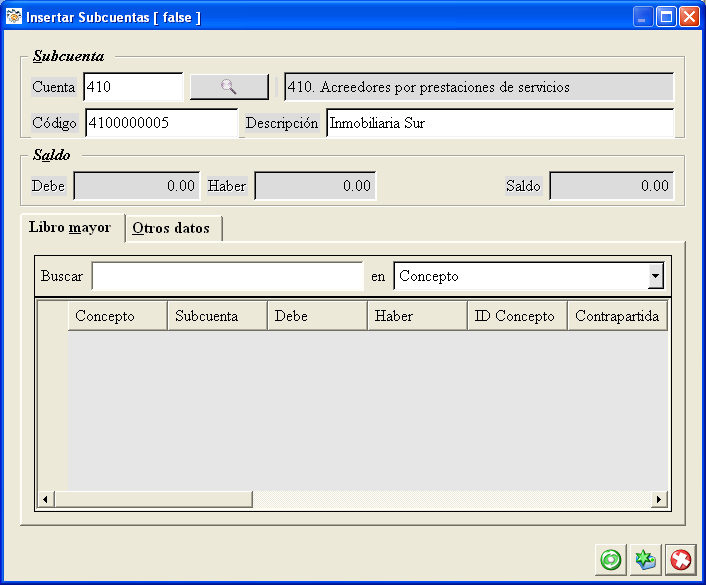 Insertar Subcuentas [ false ]
Subcuenta
Cuenta 410 410. Acreedores por prestaciones de servicios
Código 4100000005 Descripción Inmobiliaria Sur
Saldo
Debe 0.00 Haber 0.00 Saldo 0.00
Libro mayor Otros datos
Buscar en Concepto
Concepto Subcuenta Debe Haber ID Concepto Contrapartida